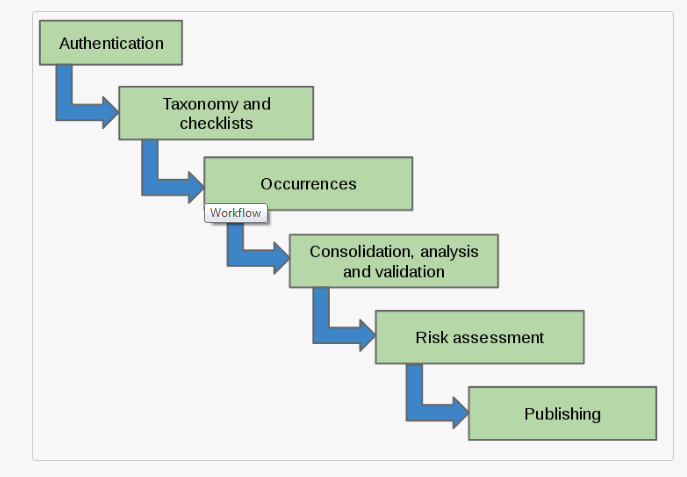 Authentication
Taxonomy and
checklists
Occurrences
Workflow
Consolidation, analysis
and validation
Risk assessment
Publishing